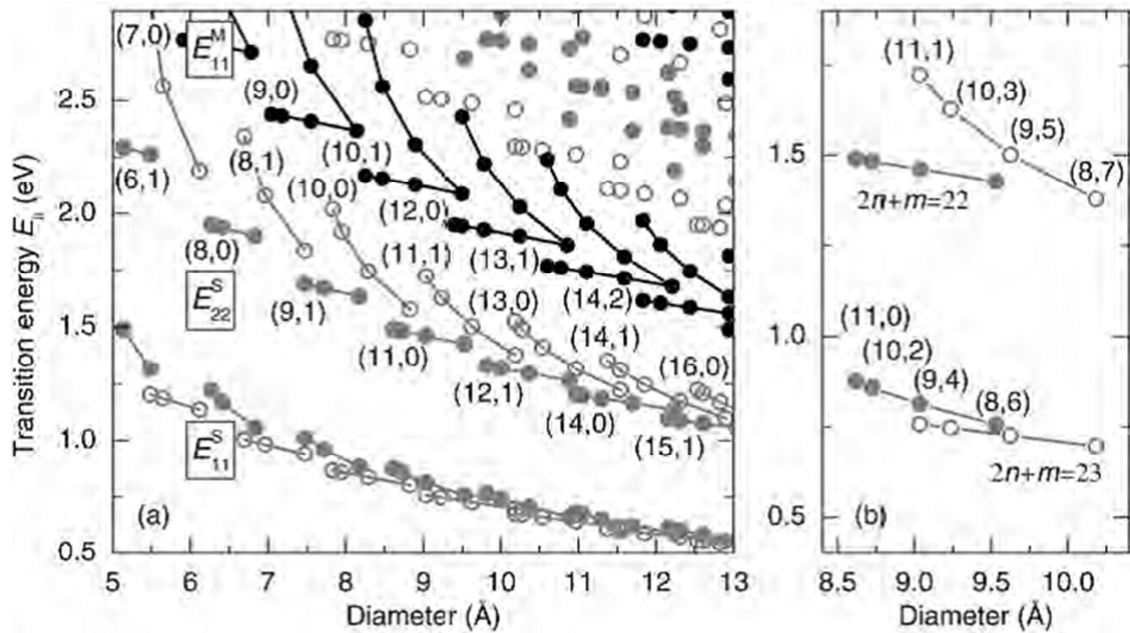 Transition energy E_ii (eV)
2.5
2.0
1.5
1.0
0.5
(7,0)
E_11^M
(9,0)
(6,1)
(8,1)
(10,1)
(10,0)
(12,0)
(8,0)
(11,1)
(13,1)
E_22^S
(9,1)
(13,0)
(14,2)
(11,0)
(14,1)
(12,1)
(16,0)
(14,0)
(15,1)
E_11^S
(a)
5 6 7 8 9 10 11 12 13
Diameter (Å)
(11,1)
(10,3)
(9,5)
(8,7)
1.5
2n+m=22
1.0
(11,0)
(10,2)
(9,4)
(8,6)
2n+m=23
0.5
(b)
8.5 9.0 9.5 10.0
Diameter (Å)